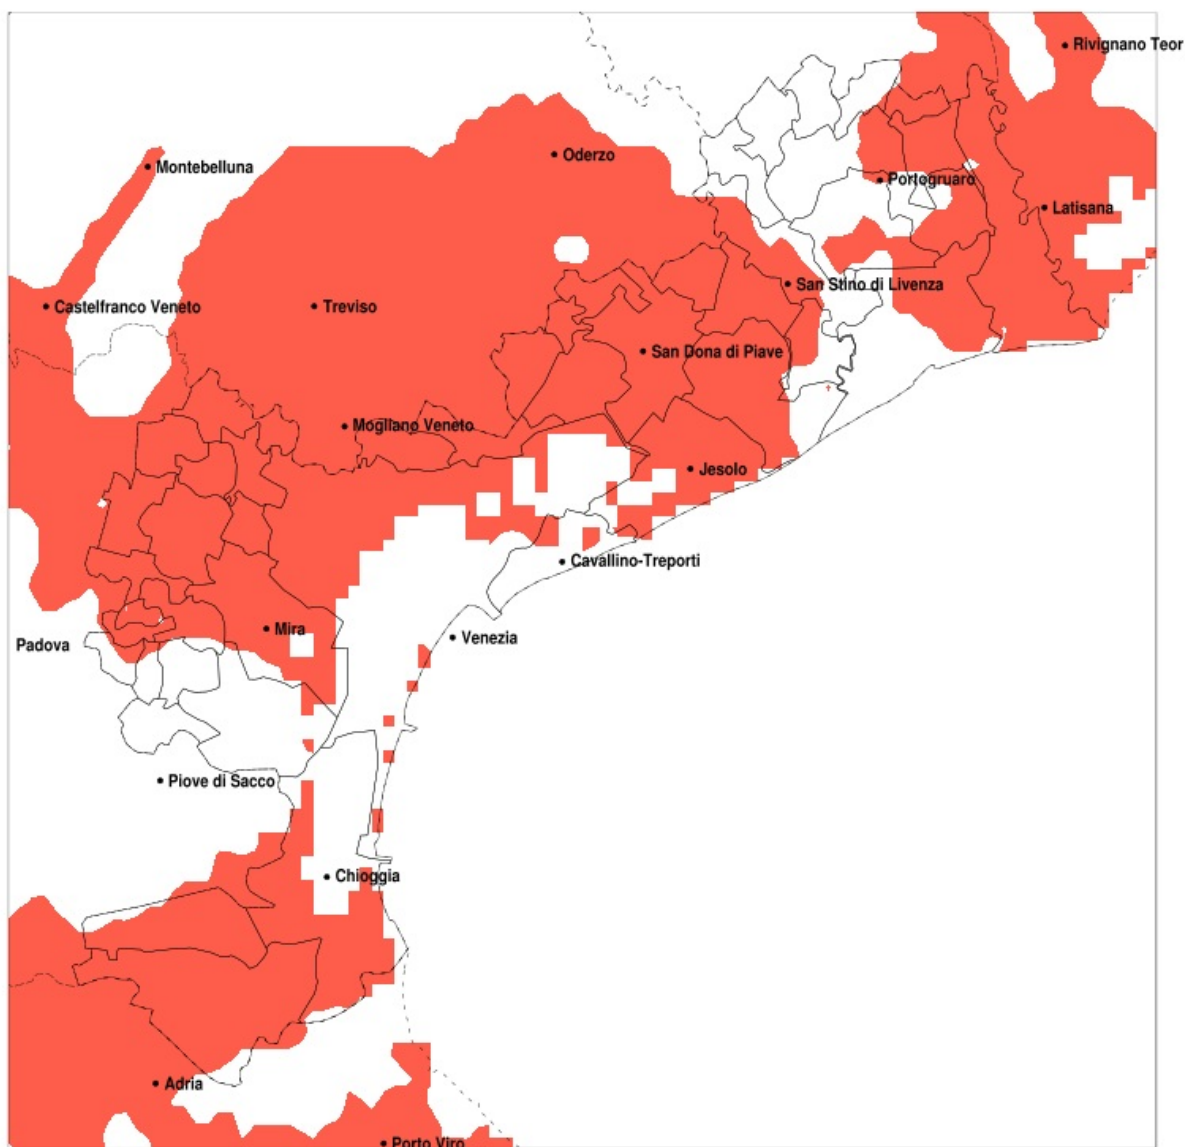 Rivignano Teor
Oderzo
Montebelluna
Portogruaro
Latisana
San Stino di Livenza
Castelfranco Veneto
Treviso
San Dona di Piave
Mogliano Veneto
Jesolo
Cavallino-Treporti
Mira
Venezia
Padova
Piove di Sacco
Chioggia
Adria
Porto Viro